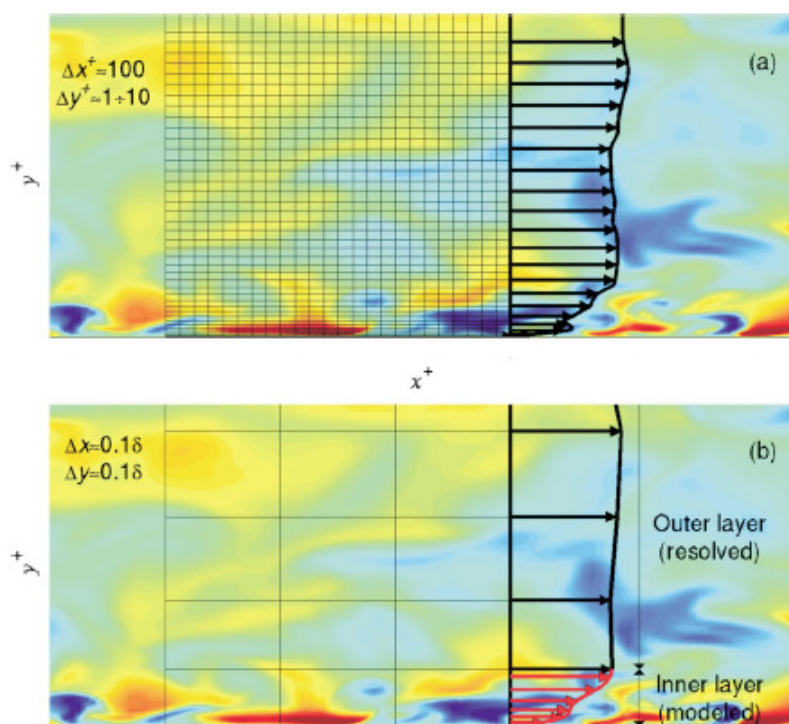 Δx⁺≃100
Δy⁺≃1÷10
(a)
y⁺
x⁺
Δx≃0.1δ
Δy≃0.1δ
(b)
y⁺
Outer layer
(resolved)
Inner layer
(modeled)